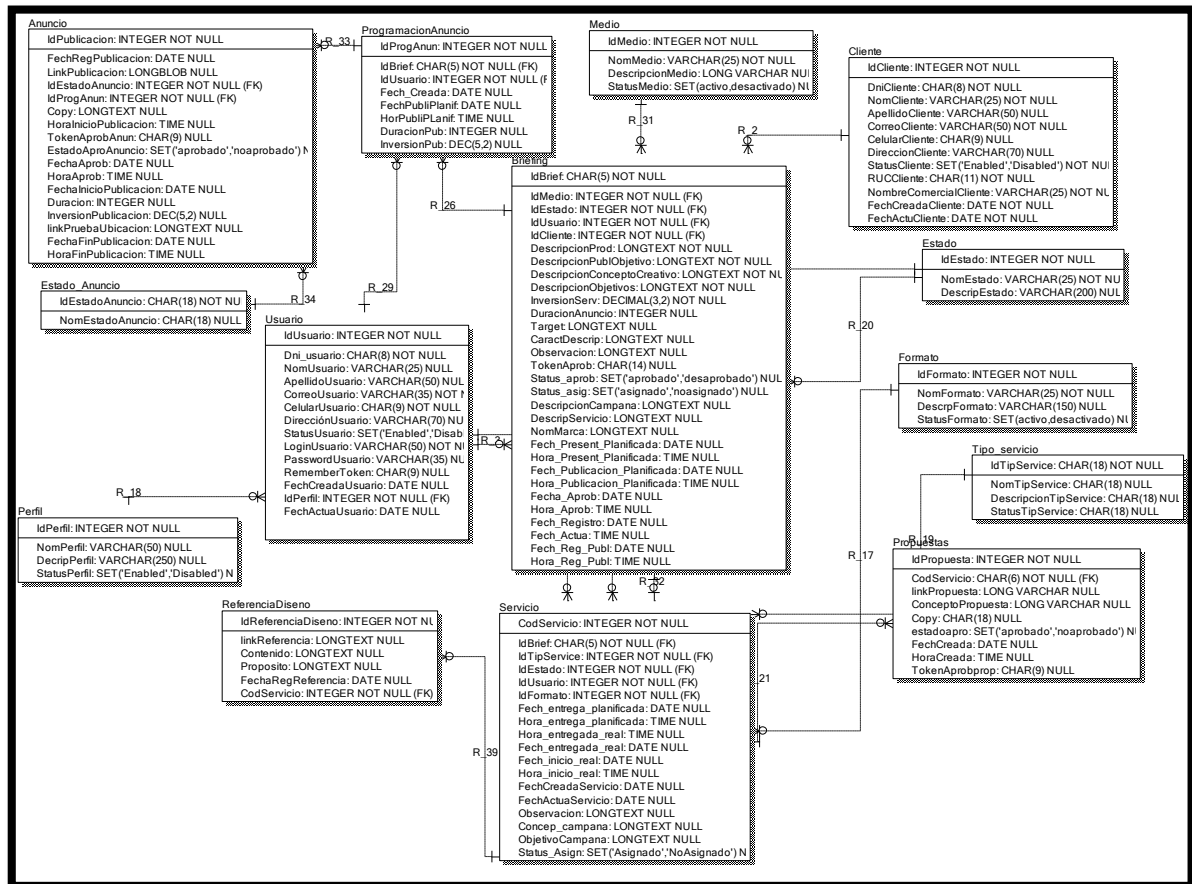 Anuncio
IdPublicacion: INTEGER NOT NULL
FechRegPublicacion: DATE NULL
LinkPublicacion: LONGBLOB NULL
IdEstadoAnuncio: INTEGER NOT NULL (FK)
IdProgAnun: INTEGER NOT NULL (FK)
Copy: LONGTEXT NULL
HoraInicioPublicacion: TIME NULL
TokenAprobAnun: CHAR(9) NULL
EstadoAproAnuncio: SET('aprobado','noaprobado') N
FechaAprob: DATE NULL
HoraAprob: TIME NULL
FechaInicioPublicacion: DATE NULL
Duracion: INTEGER NULL
InversionPublicacion: DEC(5,2) NULL
linkPruebaUbicacion: LONGTEXT NULL
FechaFinPublicacion: DATE NULL
HoraFinPublicacion: TIME NULL
R_33
ProgramacionAnuncio
IdProgAnun: INTEGER NOT NULL
IdBrief: CHAR(5) NOT NULL (FK)
IdUsuario: INTEGER NOT NULL (F
Fech_Creada: DATE NULL
FechPubliPlanif: DATE NULL
HorPubliPLanif: TIME NULL
DuracionPub: INTEGER NULL
InversionPub: DEC(5,2) NULL
Medio
IdMedio: INTEGER NOT NULL
NomMedio: VARCHAR(25) NOT NULL
DescripcionMedio: LONG VARCHAR NUL
StatusMedio: SET(activo,desactivado) NU
R_31
R_2
Cliente
IdCliente: INTEGER NOT NULL
DniCliente: CHAR(8) NOT NULL
NomCliente: VARCHAR(25) NOT NULL
ApellidoCliente: VARCHAR(50) NULL
CorreoCliente: VARCHAR(50) NOT NULL
CelularCliente: CHAR(9) NULL
DireccionCliente: VARCHAR(70) NULL
StatusCliente: SET('Enabled','Disabled') NOT NU
RUCCliente: CHAR(11) NOT NULL
NombreComercialCliente: VARCHAR(25) NOT NU
FechCreadaCliente: DATE NOT NULL
FechActuCliente: DATE NOT NULL
R_26
R_29
R_34
Briefing
IdBrief: CHAR(5) NOT NULL
IdMedio: INTEGER NOT NULL (FK)
IdEstado: INTEGER NOT NULL (FK)
IdUsuario: INTEGER NOT NULL (FK)
IdCliente: INTEGER NOT NULL (FK)
DescripcionProd: LONGTEXT NOT NULL
DescripcionPublObjetivo: LONGTEXT NOT NULL
DescripcionConceptoCreativo: LONGTEXT NOT NU
DescripcionObjetivos: LONGTEXT NOT NULL
InversionServ: DECIMAL(3,2) NOT NULL
DuracionAnuncio: INTEGER NULL
Target: LONGTEXT NULL
CaractDescrip: LONGTEXT NULL
Observacion: LONGTEXT NULL
TokenAprob: CHAR(14) NULL
Status_aprob: SET('aprobado','desaprobado') NUL
Status_asig: SET('asignado','noasignado') NULL
DescripcionCampana: LONGTEXT NULL
DescripServicio: LONGTEXT NULL
NomMarca: LONGTEXT NULL
Fech_Present_Planificada: DATE NULL
Hora_Present_Planificada: TIME NULL
Fech_Publicacion_Planificada: DATE NULL
Hora_Publicacion_Planificada: TIME NULL
Fecha_Aprob: DATE NULL
Hora_Aprob: TIME NULL
Fech_Registro: DATE NULL
Fech_Actua: TIME NULL
Fech_Reg_Publ: DATE NULL
Hora_Reg_Publ: TIME NULL
Estado
IdEstado: INTEGER NOT NULL
NomEstado: VARCHAR(25) NOT NULL
DescripEstado: VARCHAR(200) NUL
R_20
Estado_Anuncio
IdEstadoAnuncio: CHAR(18) NOT NU
NomEstadoAnuncio: CHAR(18) NULL
Usuario
IdUsuario: INTEGER NOT NULL
Dni_usuario: CHAR(8) NOT NULL
NomUsuario: VARCHAR(25) NULL
ApellidoUsuario: VARCHAR(50) NUL
CorreoUsuario: VARCHAR(35) NOT N
CelularUsuario: CHAR(9) NOT NULL
DirecciónUsuario: VARCHAR(70) NU
StatusUsuario: SET('Enabled','Disab
LoginUsuario: VARCHAR(50) NOT N
PasswordUsuario: VARCHAR(35) NUL
RememberToken: CHAR(9) NULL
FechCreadaUsuario: DATE NULL
IdPerfil: INTEGER NOT NULL (FK)
FechActuaUsuario: DATE NULL
R_2
Formato
IdFormato: INTEGER NOT NULL
NomFormato: VARCHAR(25) NULL
DescrpFormato: VARCHAR(150) NULL
StatusFormato: SET(activo,desactivado) NU
Tipo_servicio
IdTipService: CHAR(18) NOT NULL
NomTipService: CHAR(18) NULL
DescripcionTipService: CHAR(18) NUL
StatusTipService: CHAR(18) NULL
R_18
Perfil
IdPerfil: INTEGER NOT NULL
NomPerfil: VARCHAR(50) NULL
DecripPerfil: VARCHAR(250) NULL
StatusPerfil: SET('Enabled','Disabled') N
R_19
R_17
Propuestas
IdPropuesta: INTEGER NOT NULL
CodServicio: CHAR(6) NOT NULL (FK)
linkPropuesta: LONG VARCHAR NULL
ConceptoPropuesta: LONG VARCHAR NULL
Copy: CHAR(18) NULL
estadoapro: SET('aprobado','noaprobado') NU
FechCreada: DATE NULL
HoraCreada: TIME NULL
TokenAprobprop: CHAR(9) NULL
R_32
ReferenciaDiseno
IdReferenciaDiseno: INTEGER NOT NU
linkReferencia: LONGTEXT NULL
Contenido: LONGTEXT NULL
Proposito: LONGTEXT NULL
FechaRegReferencia: DATE NULL
CodServicio: INTEGER NOT NULL (FK)
Servicio
CodServicio: INTEGER NOT NULL
IdBrief: CHAR(5) NOT NULL (FK)
IdTipService: INTEGER NOT NULL (FK)
IdEstado: INTEGER NOT NULL (FK)
IdUsuario: INTEGER NOT NULL (FK)
IdFormato: INTEGER NOT NULL (FK)
Fech_entrega_planificada: DATE NULL
Hora_entrega_planificada: TIME NULL
Hora_entregada_real: TIME NULL
Fech_entregada_real: DATE NULL
Fech_inicio_real: DATE NULL
Hora_inicio_real: TIME NULL
FechCreadaServicio: DATE NULL
FechActuaServicio: DATE NULL
Observacion: LONGTEXT NULL
Concep_campana: LONGTEXT NULL
ObjetivoCampana: LONGTEXT NULL
Status_Asign: SET('Asignado','NoAsignado') N
21
R_39